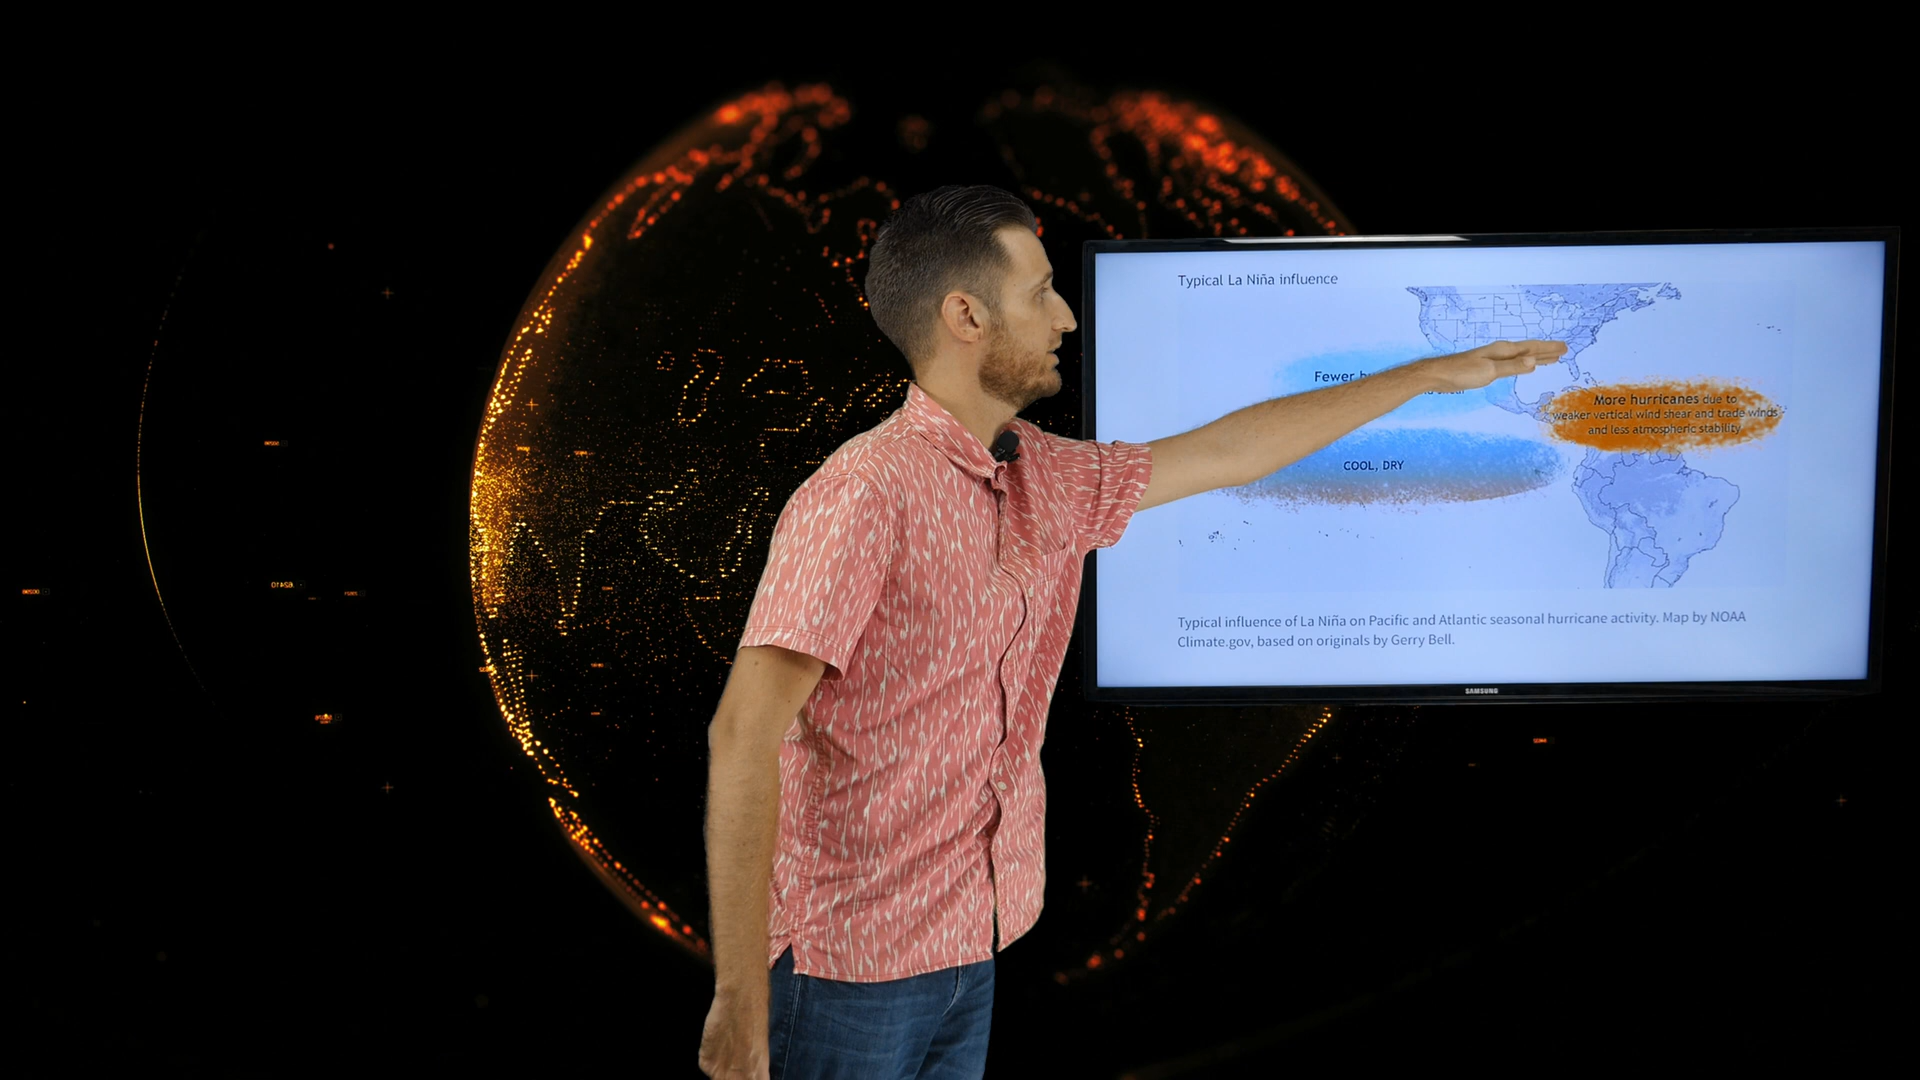 Typical La Niña influence
Fewer
COOL, DRY
More hurricanes due to
weaker vertical wind shear and trade winds
and less atmospheric stability
Typical influence of La Niña on Pacific and Atlantic seasonal hurricane activity. Map by NOAA
Climate.gov, based on originals by Gerry Bell.
SAMSUNG